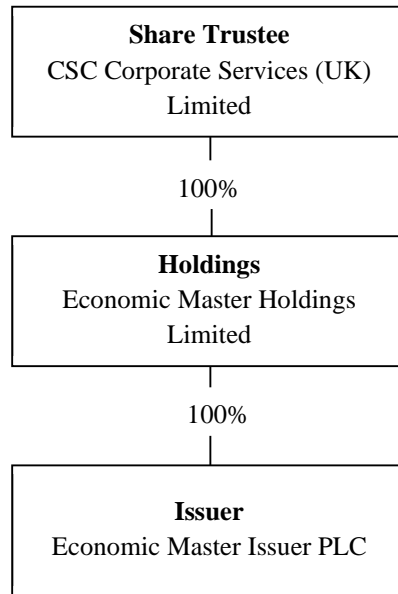 Share Trustee
CSC Corporate Services (UK)
Limited
100%
Holdings
Economic Master Holdings
Limited
100%
Issuer
Economic Master Issuer PLC